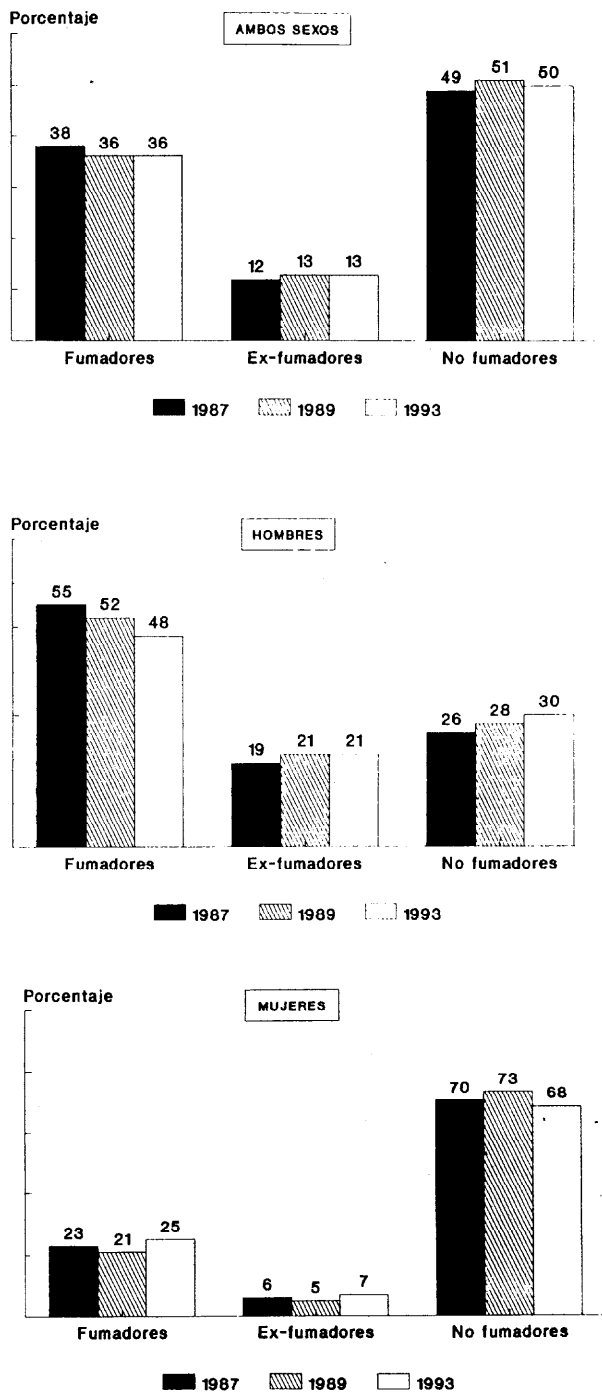 Porcentaje
AMBOS SEXOS
38 36 36
12 13 13
49 51 50
Fumadores Ex-fumadores No fumadores
1987 1989 1993
Porcentaje
HOMBRES
55 52 48
19 21 21
26 28 30
Fumadores Ex-fumadores No fumadores
1987 1989 1993
Porcentaje
MUJERES
23 21 25
6 5 7
70 73 68
Fumadores Ex-fumadores No fumadores
1987 1989 1993